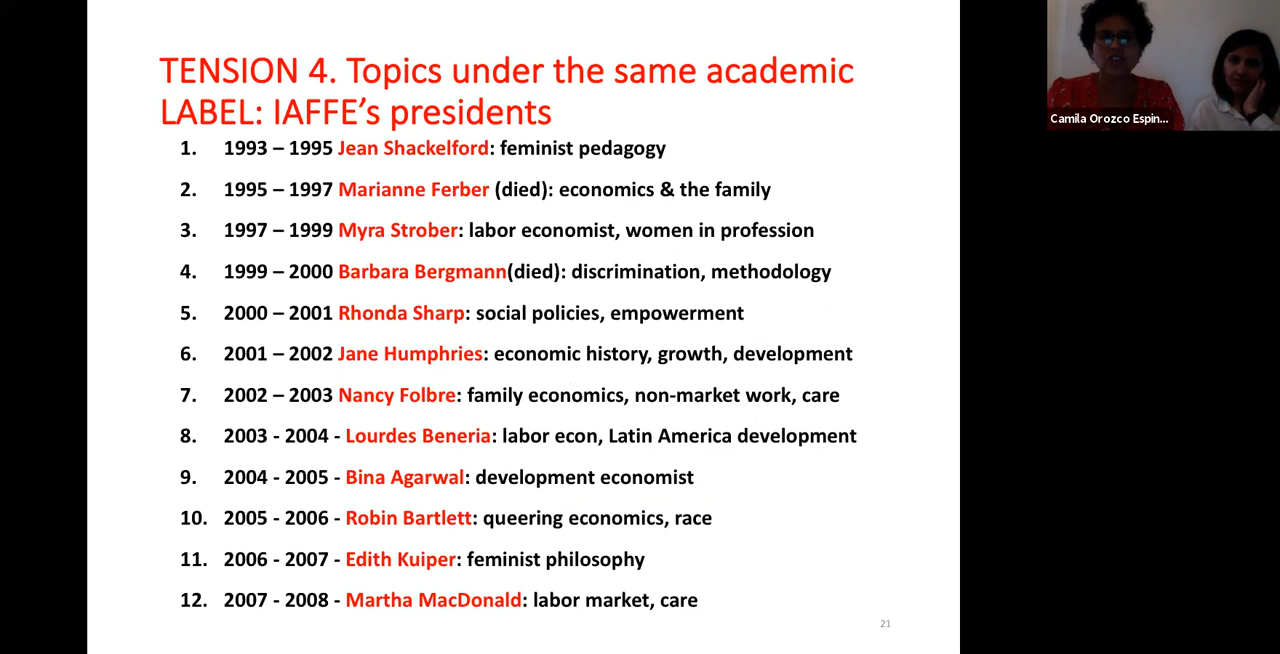 TENSION 4. Topics under the same academic
LABEL: IAFFE’s presidents
1. 1993 – 1995 Jean Shackelford: feminist pedagogy
2. 1995 – 1997 Marianne Ferber (died): economics & the family
3. 1997 – 1999 Myra Strober: labor economist, women in profession
4. 1999 – 2000 Barbara Bergmann(died): discrimination, methodology
5. 2000 – 2001 Rhonda Sharp: social policies, empowerment
6. 2001 – 2002 Jane Humphries: economic history, growth, development
7. 2002 – 2003 Nancy Folbre: family economics, non-market work, care
8. 2003 - 2004 - Lourdes Beneria: labor econ, Latin America development
9. 2004 - 2005 - Bina Agarwal: development economist
10. 2005 - 2006 - Robin Bartlett: queering economics, race
11. 2006 - 2007 - Edith Kuiper: feminist philosophy
12. 2007 - 2008 - Martha MacDonald: labor market, care
21
Camila Orozco Espin...